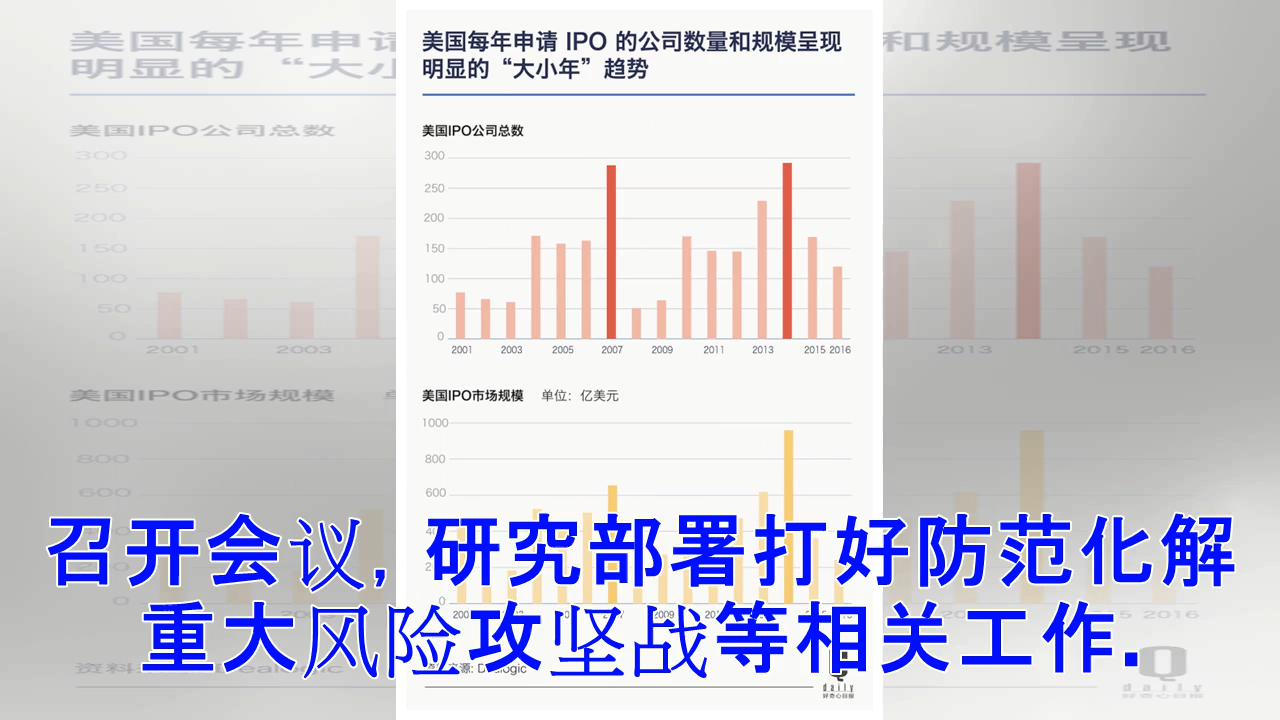 美国每年申请 IPO 的公司数量和规模呈现
明显的“大小年”趋势
美国IPO公司总数
300
250
200
150
100
50
0
2001 2003 2005 2007 2009 2011 2013 2015 2016
美国IPO市场规模 单位：亿美元
1000
800
600
0
召开会议, 研究部署打好防范化解
重大风险攻坚战等相关工作.
daily
好奇心日报